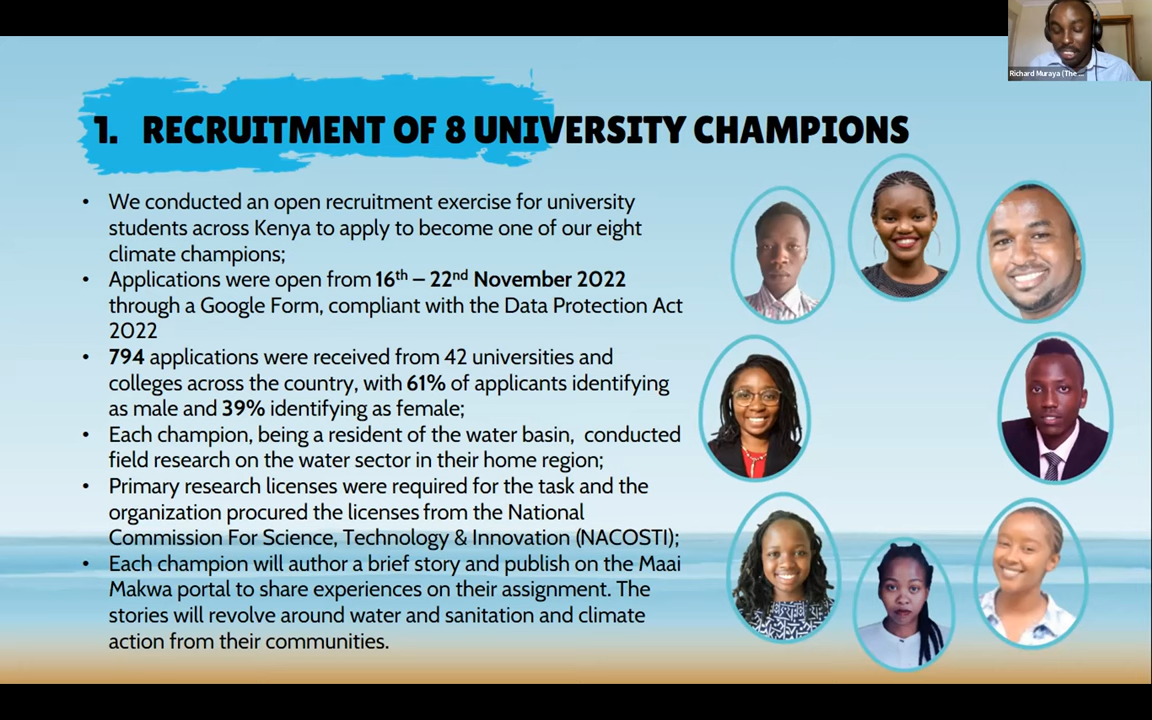 Richard Muraya (The ...
1. RECRUITMENT OF 8 UNIVERSITY CHAMPIONS
• We conducted an open recruitment exercise for university
students across Kenya to apply to become one of our eight
climate champions;
• Applications were open from 16th – 22nd November 2022
through a Google Form, compliant with the Data Protection Act
2022
• 794 applications were received from 42 universities and
colleges across the country, with 61% of applicants identifying
as male and 39% identifying as female;
• Each champion, being a resident of the water basin, conducted
field research on the water sector in their home region;
• Primary research licenses were required for the task and the
organization procured the licenses from the National
Commission For Science, Technology & Innovation (NACOSTI);
• Each champion will author a brief story and publish on the Maai
Makwa portal to share experiences on their assignment. The
stories will revolve around water and sanitation and climate
action from their communities.